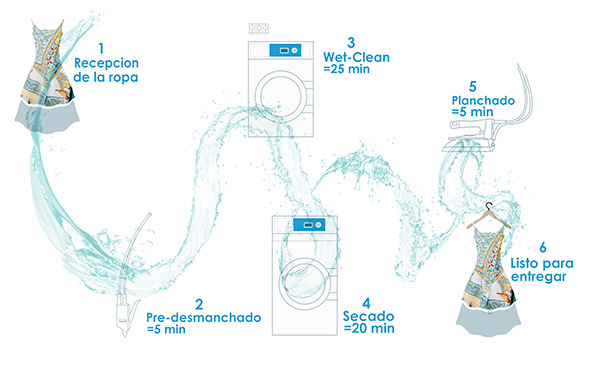 1
Recepcion
de la ropa
2
Pre-desmanchado
=5 min
3
Wet-Clean
=25 min
4
Secado
=20 min
5
Planchado
=5 min
6
Listo para
entregar